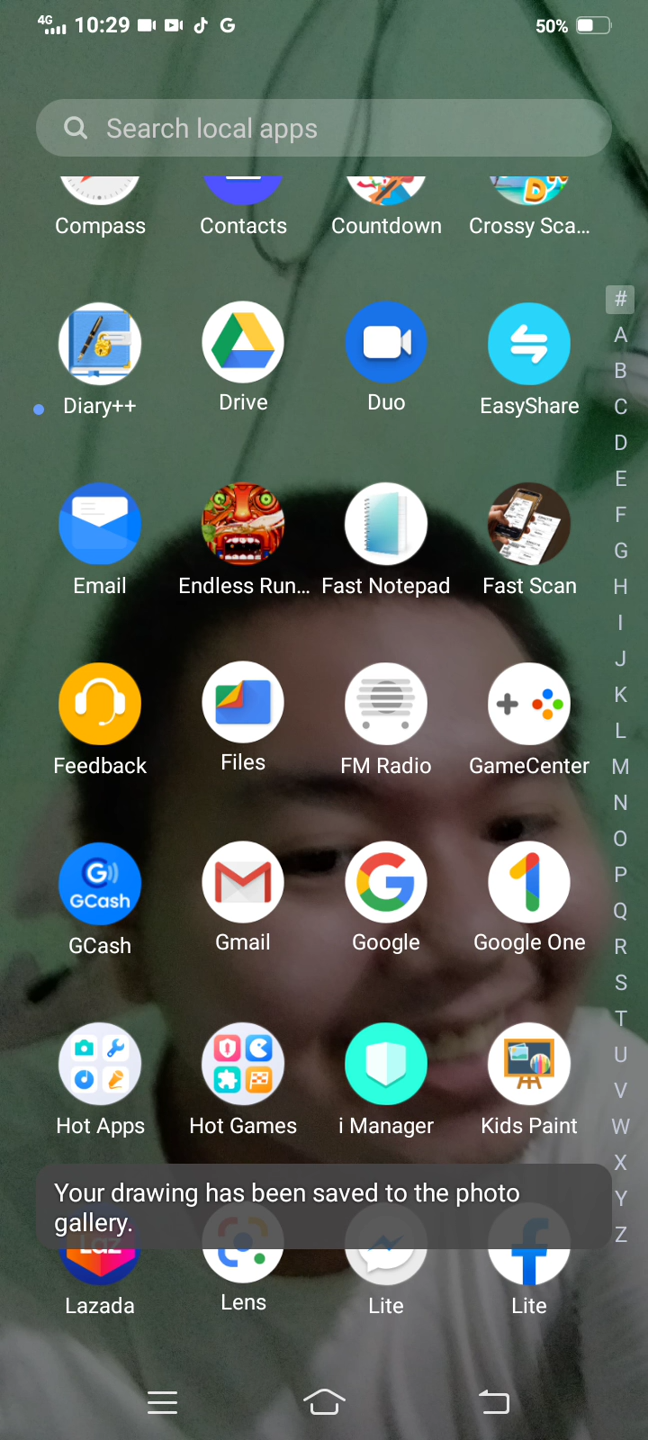 4G 10:29 50%
Search local apps
Compass Contacts Countdown Crossy Sca...
#
A
B
Diary++ Drive Duo EasyShare
C
D
E
F
G
Email Endless Run... Fast Notepad Fast Scan
H
I
J
K
L
Feedback Files FM Radio GameCenter
M
N
O
P
GCash
Q
GCash Gmail Google Google One
R
S
T
U
V
Hot Apps Hot Games i Manager Kids Paint
W
X
Your drawing has been saved to the photo
gallery.
Y
Z
Laz
Lazada Lens Lite Lite